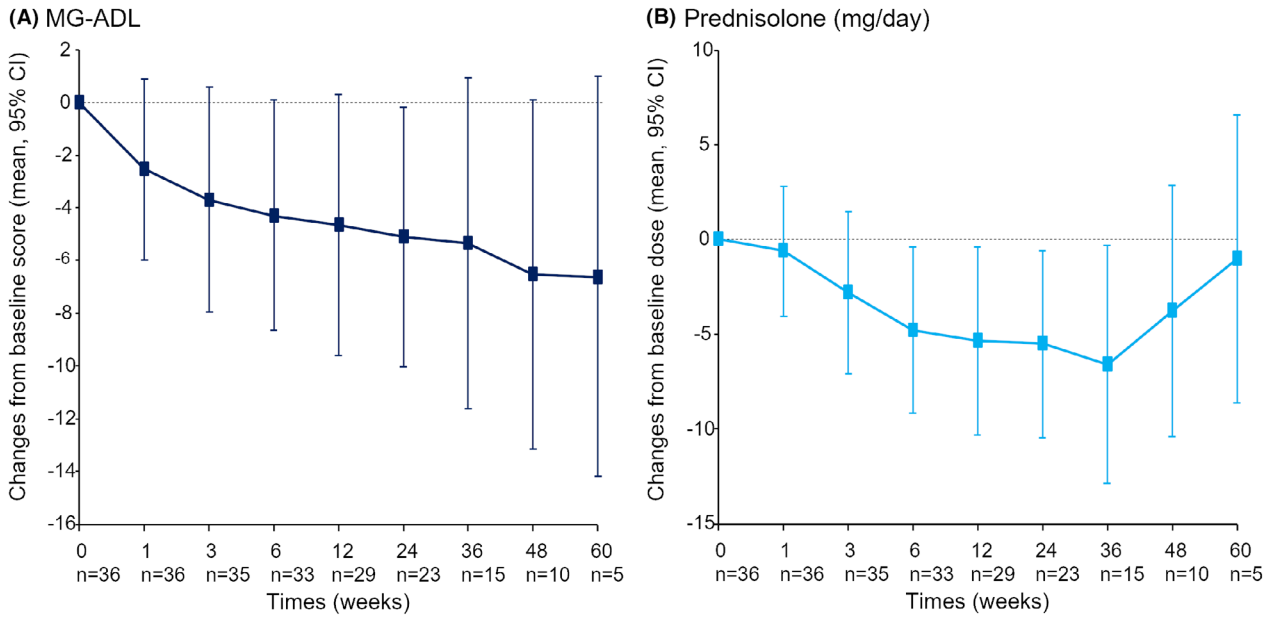 (A) MG-ADL
Changes from baseline score (mean, 95% CI)
2
0
-2
-4
-6
-8
-10
-12
-14
-16
0 1 3 6 12 24 36 48 60
n=36 n=36 n=35 n=33 n=29 n=23 n=15 n=10 n=5
Times (weeks)
(B) Prednisolone (mg/day)
Changes from baseline dose (mean, 95% CI)
10
5
0
-5
-10
-15
0 1 3 6 12 24 36 48 60
n=36 n=36 n=35 n=33 n=29 n=23 n=15 n=10 n=5
Times (weeks)